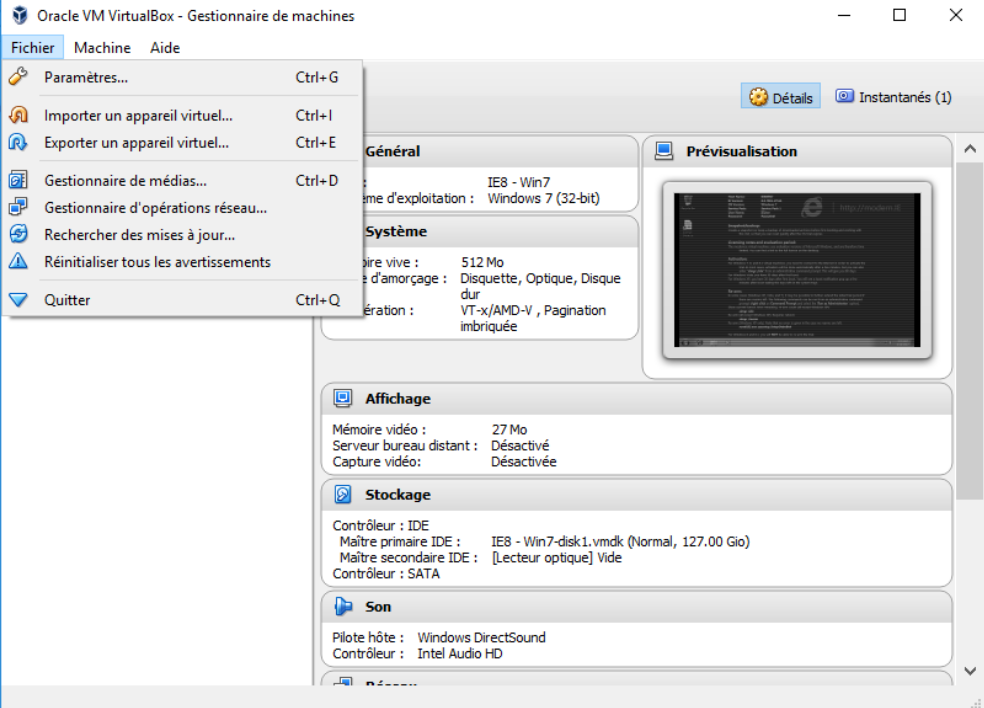 Oracle VM VirtualBox - Gestionnaire de machines
Fichier Machine Aide
Paramètres... Ctrl+G
Importer un appareil virtuel... Ctrl+I
Exporter un appareil virtuel... Ctrl+E
Gestionnaire de médias... Ctrl+D
Gestionnaire d'opérations réseau...
Rechercher des mises à jour...
Réinitialiser tous les avertissements
Quitter Ctrl+Q
Détails Instantanés (1)
Général
: IE8 - Win7
ème d'exploitation : Windows 7 (32-bit)
Système
oire vive : 512 Mo
e d'amorçage : Disquette, Optique, Disque
dur
ération : VT-x/AMD-V , Pagination
imbriquée
Prévisualisation
Affichage
Mémoire vidéo : 27 Mo
Serveur bureau distant : Désactivé
Capture vidéo: Désactivée
Stockage
Contrôleur : IDE
Maître primaire IDE : IE8 - Win7-disk1.vmdk (Normal, 127.00 Gio)
Maître secondaire IDE : [Lecteur optique] Vide
Contrôleur : SATA
Son
Pilote hôte : Windows DirectSound
Contrôleur : Intel Audio HD
Réseau